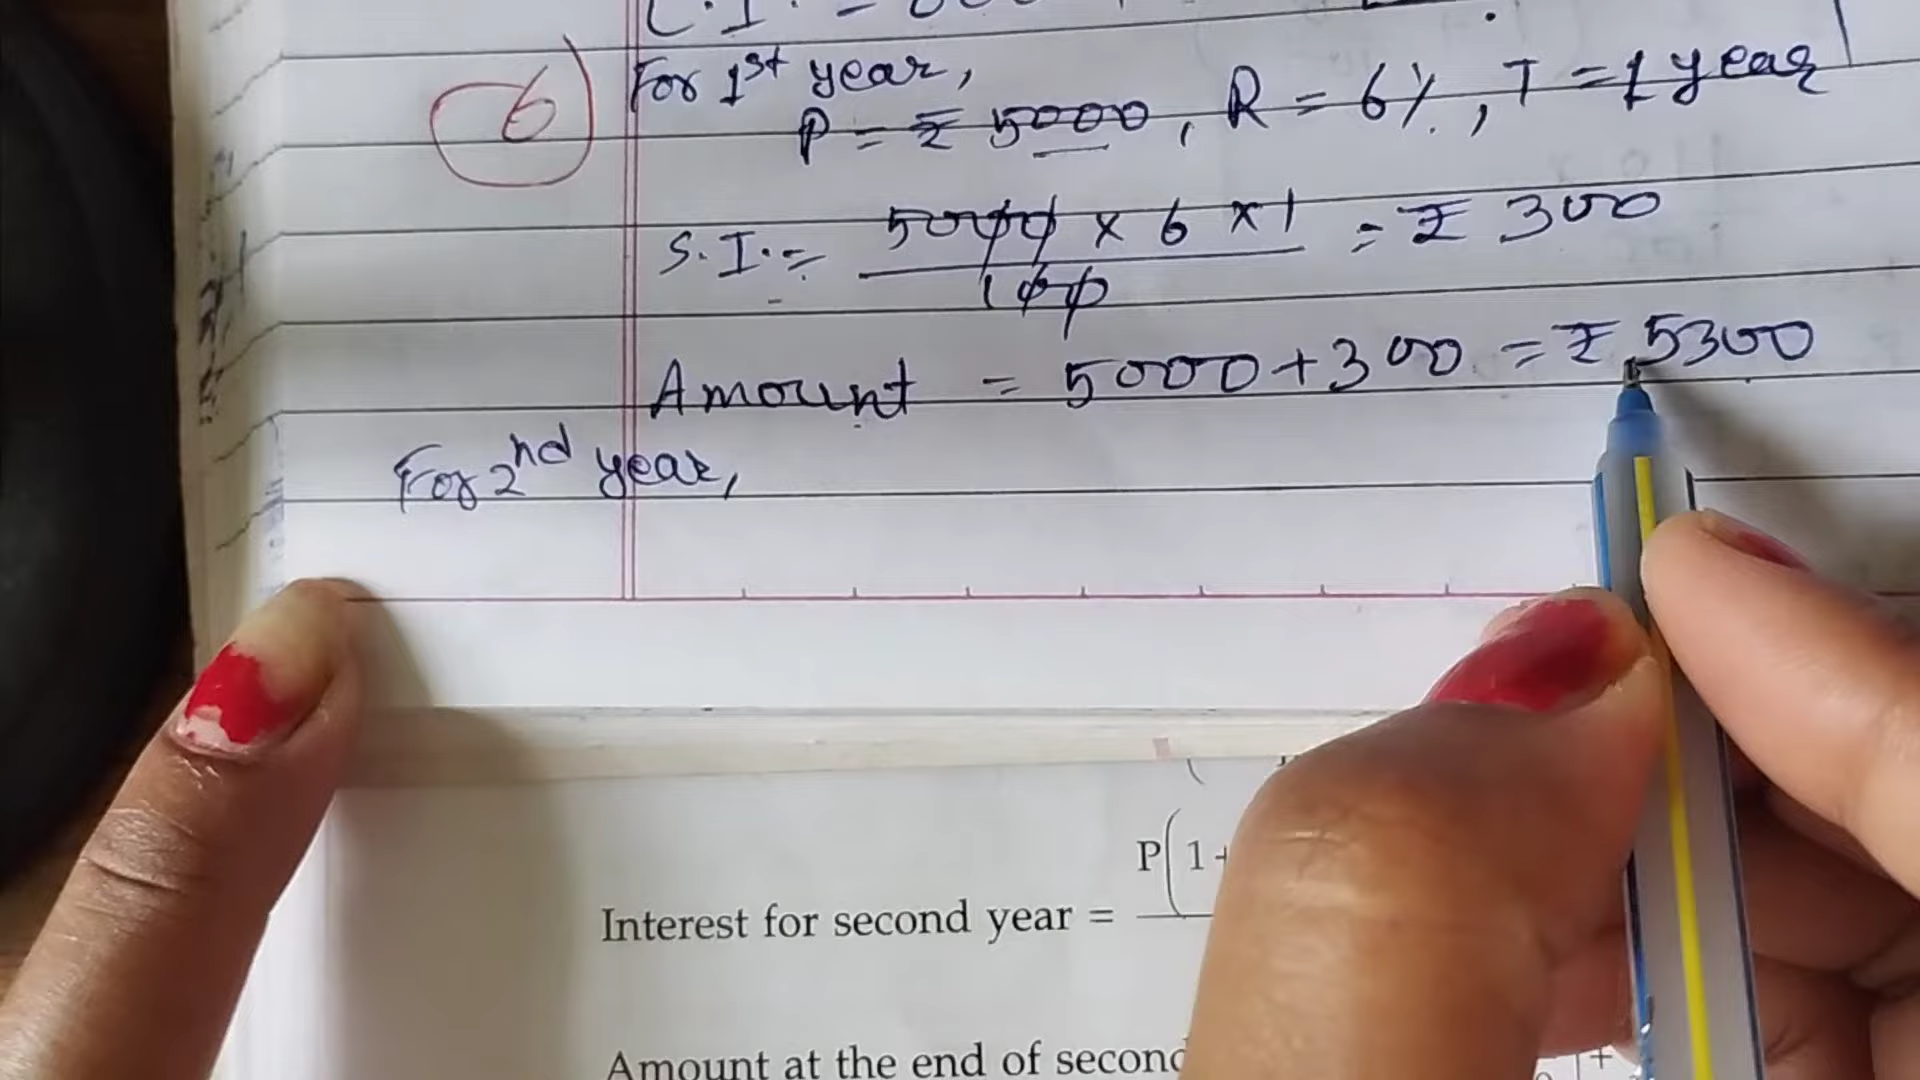 6)
For 1st year,
P = ₹ 5000, R = 6%, T = 1 year
S.I. = 5000 × 6 × 1 / 100 = ₹ 300
Amount = 5000 + 300 = ₹ 5300
For 2nd year,
P(1+
Interest for second year =
Amount at the end of second